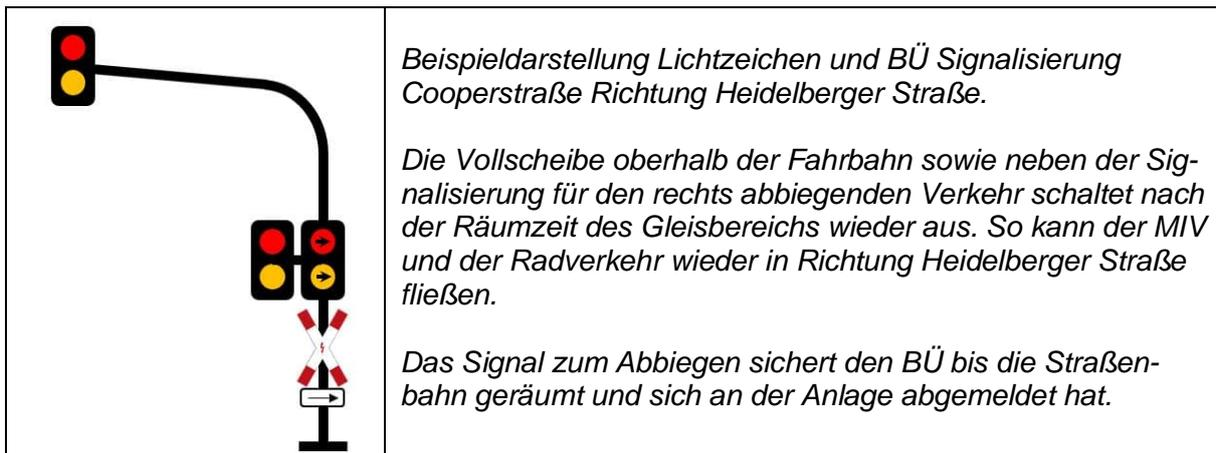 Beispieldarstellung Lichtzeichen und BÜ Signalisierung
Cooperstraße Richtung Heidelberger Straße.
Die Vollscheibe oberhalb der Fahrbahn sowie neben der Sig-
nalisierung für den rechts abbiegenden Verkehr schaltet nach
der Räumzeit des Gleisbereichs wieder aus. So kann der MIV
und der Radverkehr wieder in Richtung Heidelberger Straße
fließen.
Das Signal zum Abbiegen sichert den BÜ bis die Straßen-
bahn geräumt und sich an der Anlage abgemeldet hat.